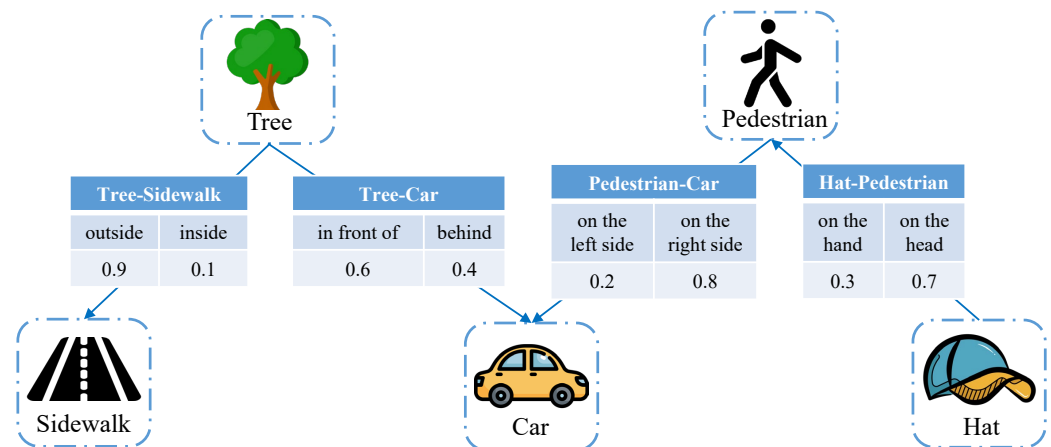 Tree
Pedestrian
Tree-Sidewalk
outside inside
0.9 0.1
Tree-Car
in front of behind
0.6 0.4
Pedestrian-Car
on the left side on the right side
0.2 0.8
Hat-Pedestrian
on the hand on the head
0.3 0.7
Sidewalk
Car
Hat